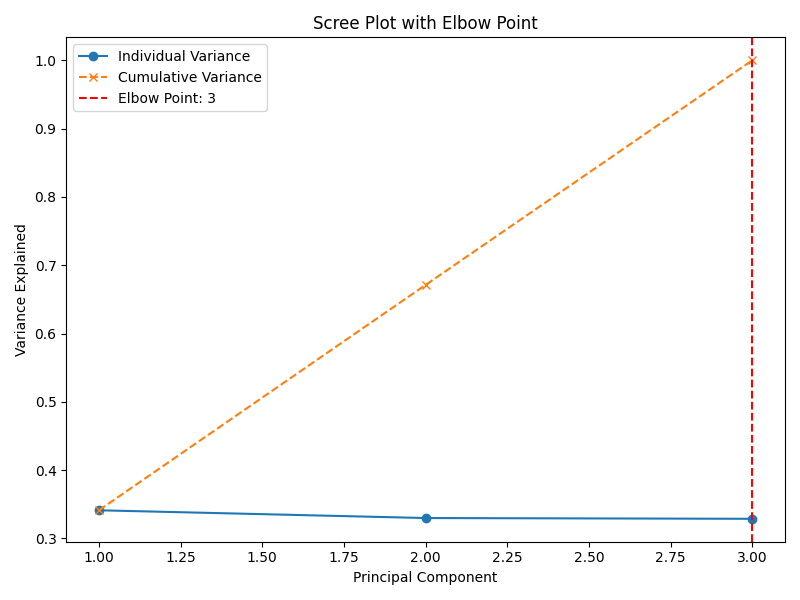 Scree Plot with Elbow Point
Individual Variance
Cumulative Variance
Elbow Point: 3
Variance Explained
1.0
0.9
0.8
0.7
0.6
0.5
0.4
0.3
1.00 1.25 1.50 1.75 2.00 2.25 2.50 2.75 3.00
Principal Component